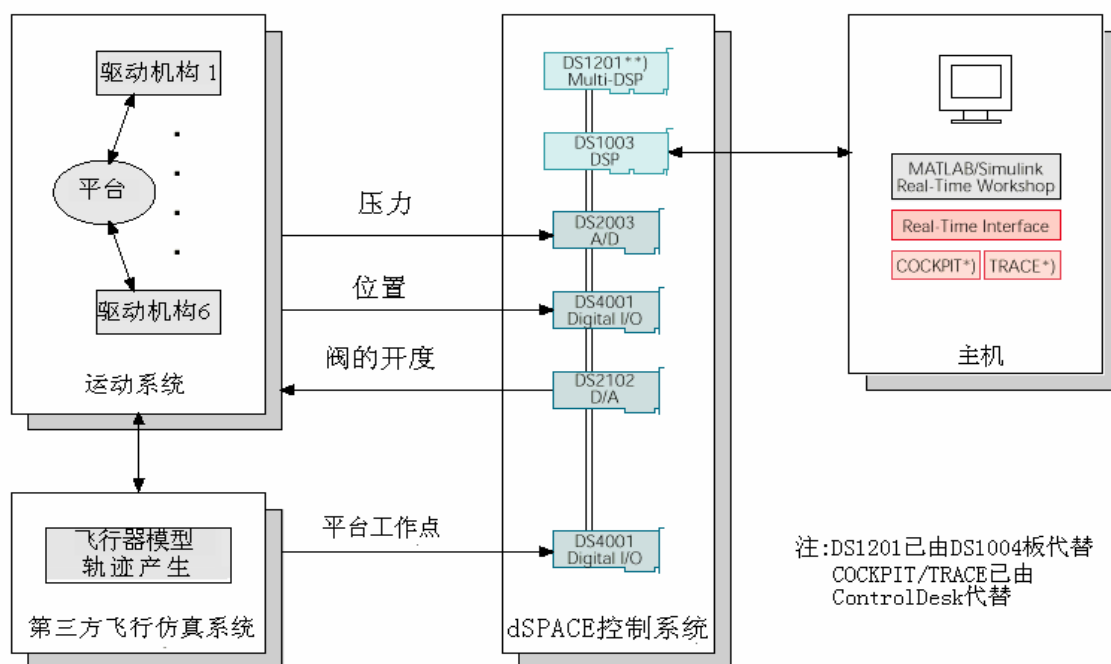 驱动机构 1
平台
驱动机构6
运动系统
飞行器模型
轨迹产生
第三方飞行仿真系统
压力
位置
阀的开度
平台工作点
DS1201**)
Multi-DSP
DS1003
DSP
DS2003
A/D
DS4001
Digital I/O
DS2102
D/A
DS4001
Digital I/O
dSPACE控制系统
MATLAB/Simulink
Real-Time Workshop
Real-Time Interface
COCKPIT*)
TRACE*)
主机
注:DS1201已由DS1004板代替
COCKPIT/TRACE已由
ControlDesk代替